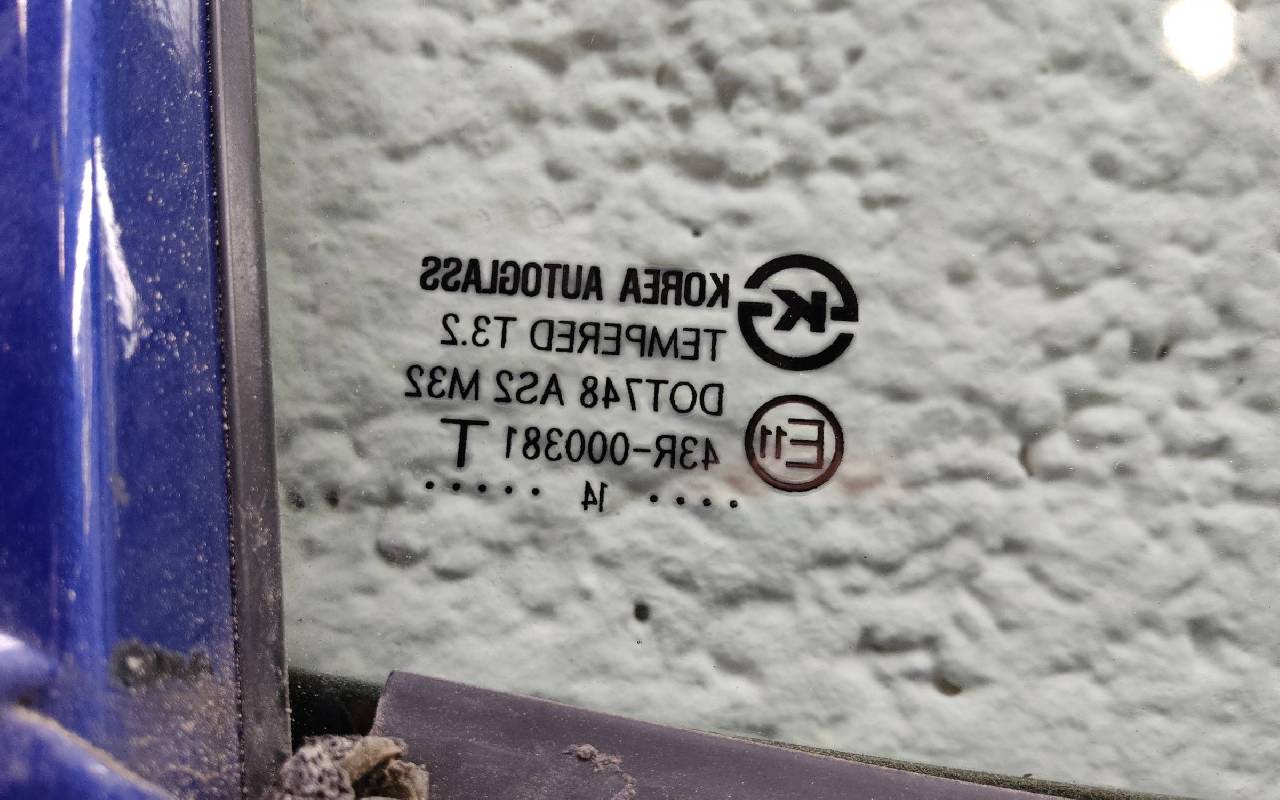 K KOREA AUTOGLASS
TEMPERED T3.2
DOT748 AS2 M32
E11 43R-000381 T
.... 14 .....